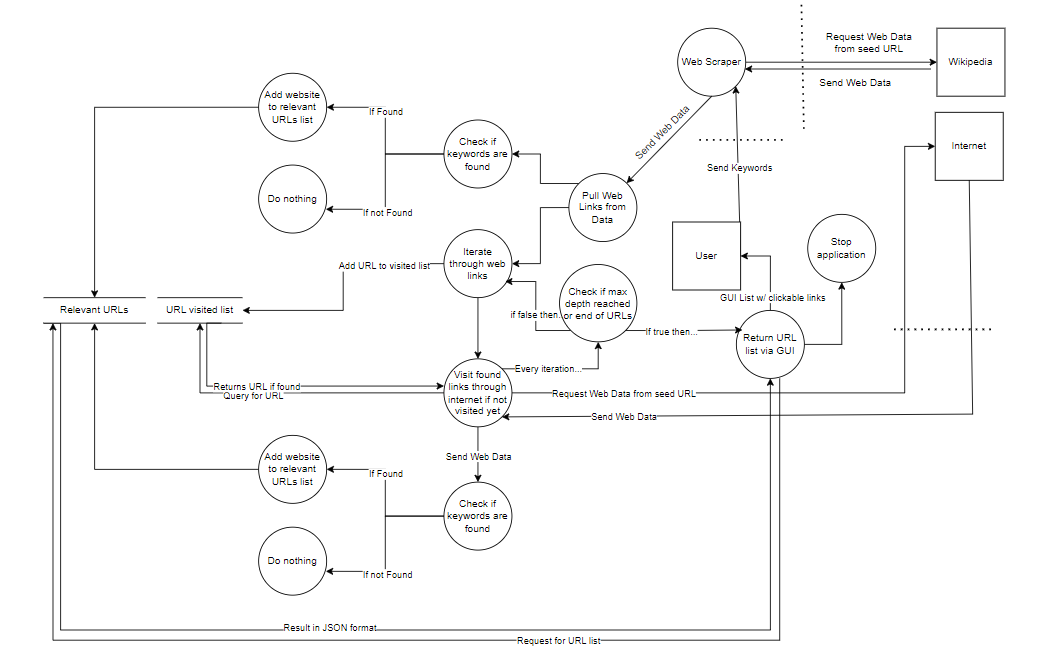 Request Web Data
from seed URL
Web Scraper
Wikipedia
Send Web Data
Add website
to relevant
URLs list
If Found
Send Web Data
Check if
keywords are
found
Internet
Send Keywords
Do nothing
If not Found
Pull Web
Links from
Data
Stop
application
User
Iterate
through web
links
Add URL to visited list
Check if max
depth reached
or end of URLs
GUI List w/ clickable links
Relevant URLs
URL visited list
if false then.
If true then...
Return URL
list via GUI
Every iteration...
Visit found
links through
internet if not
visited yet
Returns URL if found
Query for URL
Request Web Data from seed URL
Send Web Data
Send Web Data
Add website
to relevant
URLs list
If Found
Check if
keywords are
found
Do nothing
If not Found
Result in JSON format
Request for URL list